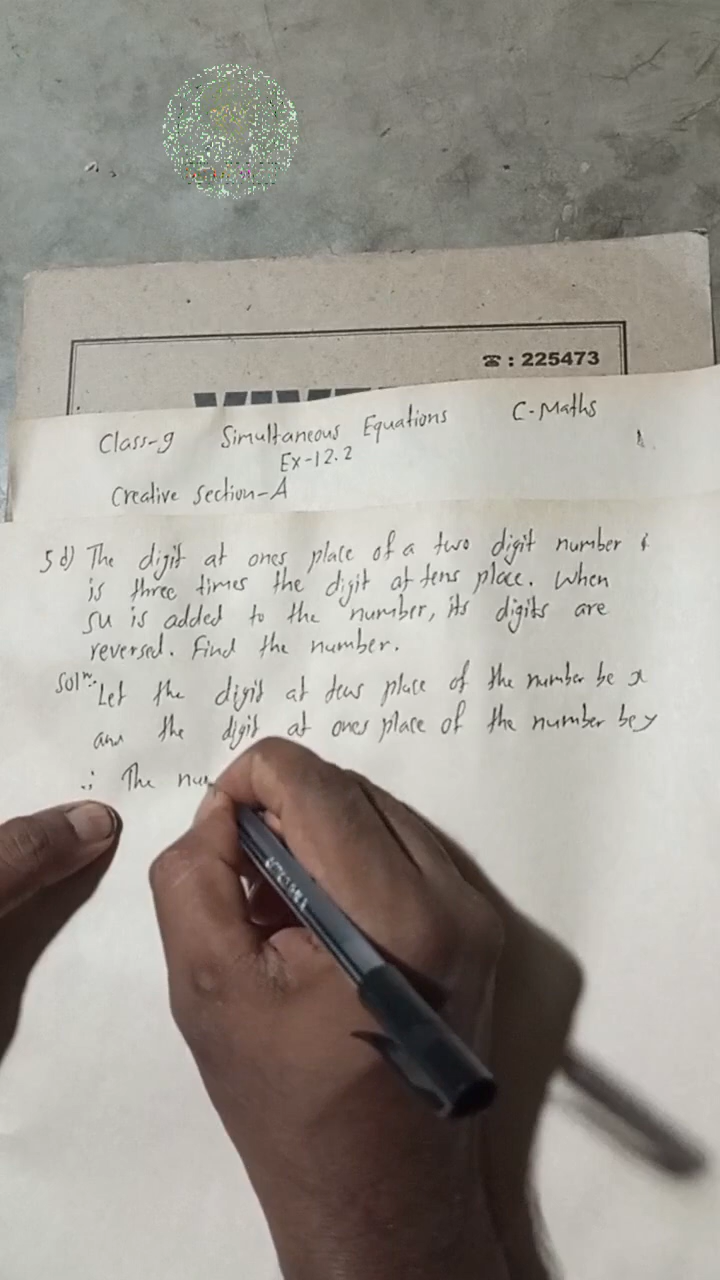 ☎ : 225473
Class-9 Simultaneous Equations C-Maths
Ex-12.2
Creative section-A
5 d) The digit at ones place of a two digit number
is three times the digit at tens place. When
54 is added to the number, its digits are
reversed. Find the number.
Solⁿ:- Let the digit at tens place of the number be x
and the digit at ones place of the number be y
∴ The num